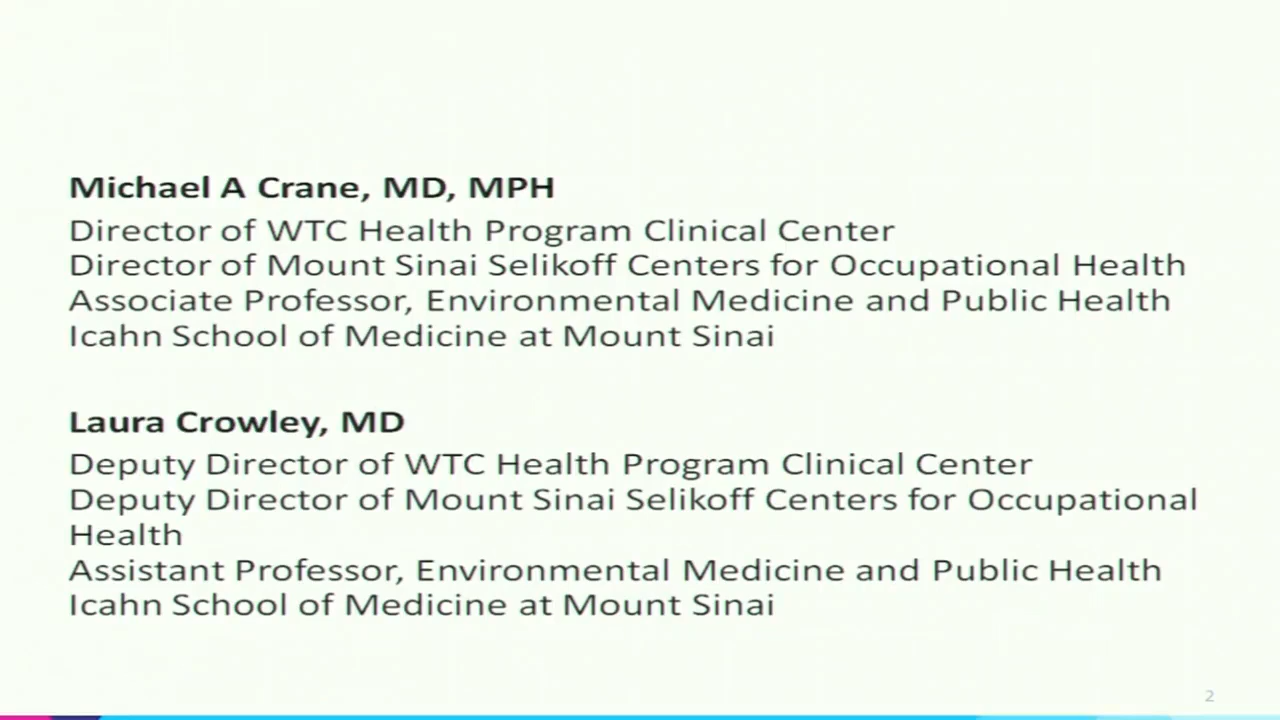 Michael A Crane, MD, MPH
Director of WTC Health Program Clinical Center
Director of Mount Sinai Selikoff Centers for Occupational Health
Associate Professor, Environmental Medicine and Public Health
Icahn School of Medicine at Mount Sinai
Laura Crowley, MD
Deputy Director of WTC Health Program Clinical Center
Deputy Director of Mount Sinai Selikoff Centers for Occupational
Health
Assistant Professor, Environmental Medicine and Public Health
Icahn School of Medicine at Mount Sinai
2